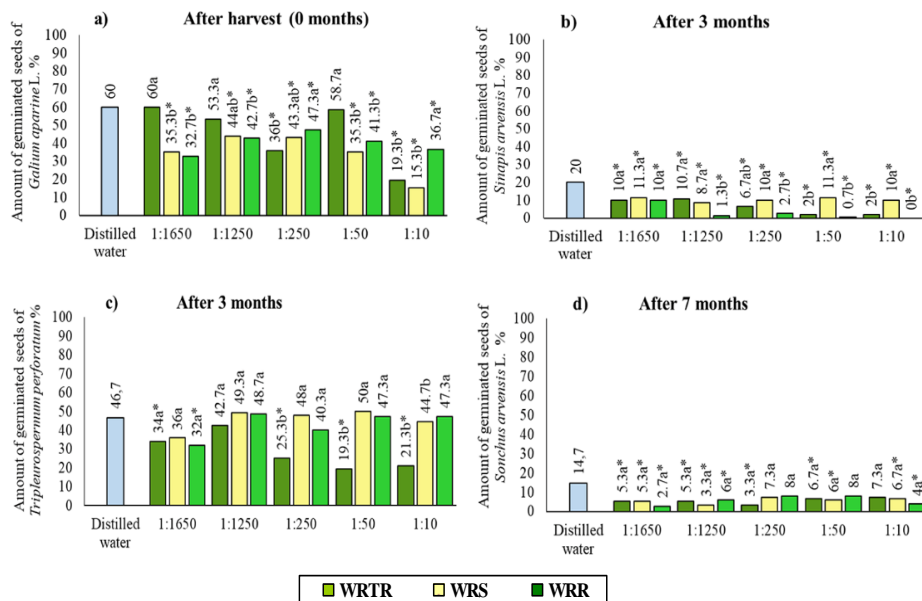 a) After harvest (0 months)
Amount of germinated seeds of
Galium aparine L. %
100
90
80
70
60
50
40
30
20
10
0
60
60a
35.3b*
32.7b*
53.3a
44ab*
42.7b*
36b*
43.3ab*
47.3a*
58.7a
35.3b*
41.3b*
19.3b*
15.3b*
36.7a*
Distilled
water
1:1650
1:1250
1:250
1:50
1:10
b) After 3 months
Amount of germinated seeds of
Sinapis arvensis L. %
100
90
80
70
60
50
40
30
20
10
0
20
10a*
11.3a*
10a*
10.7a*
8.7a*
1.3b*
6.7ab*
10a*
2.7b*
2b*
11.3a*
0.7b*
2b*
10a*
0b*
Distilled
water
1:1650
1:1250
1:250
1:50
1:10
c) After 3 months
Amount of germinated seeds of
Tripleurospermum perforatum %
100
90
80
70
60
50
40
30
20
10
0
46,7
34a*
36a
32a*
42.7a
49.3a
48.7a
25.3b*
48a
40.3a
19.3b*
50a
47.3a
21.3b*
44.7b
47.3a
Distilled
water
1:1650
1:1250
1:250
1:50
1:10
d) After 7 months
Amount of germinated seeds of
Sonchus arvensis L. %
100
90
80
70
60
50
40
30
20
10
0
14,7
5.3a*
5.3a*
2.7a*
5.3a*
3.3a*
6a*
3.3a*
7.3a
8a
6.7a*
6a*
8a
7.3a
6.7a*
4a*
Distilled
water
1:1650
1:1250
1:250
1:50
1:10
WRTR WRS WRR